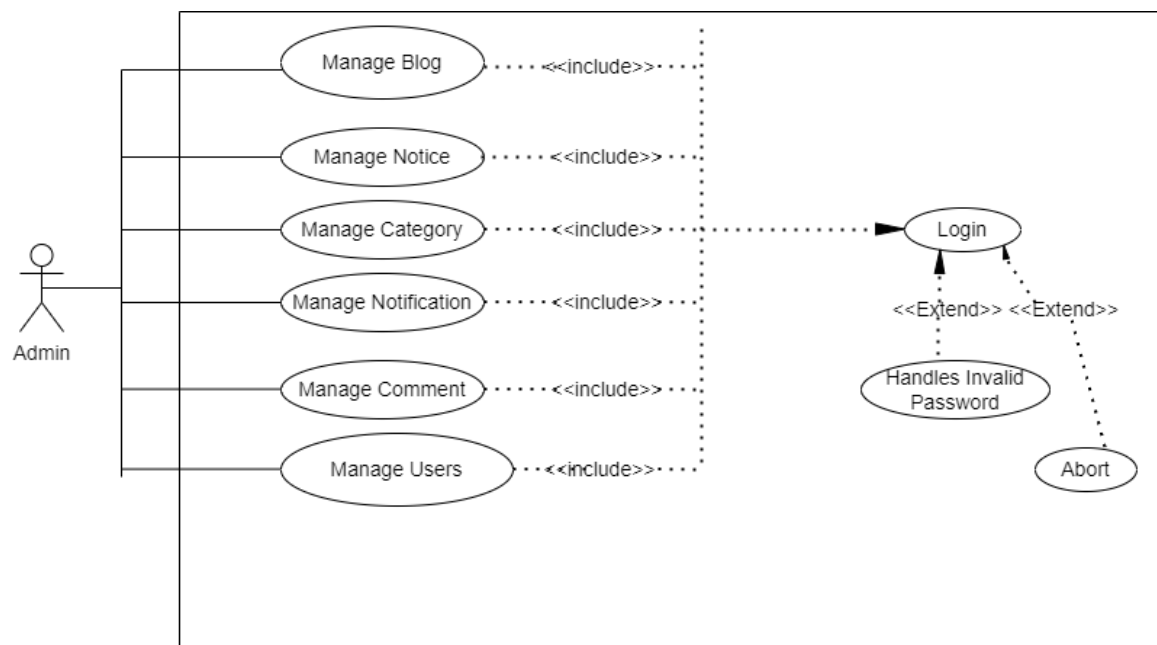 Manage Blog
<<include>>
Manage Notice
<<include>>
Manage Category
<<include>>
Login
Manage Notification
<<include>>
<<Extend>>
<<Extend>>
Admin
Manage Comment
<<include>>
Handles Invalid
Password
Manage Users
<<include>>
Abort